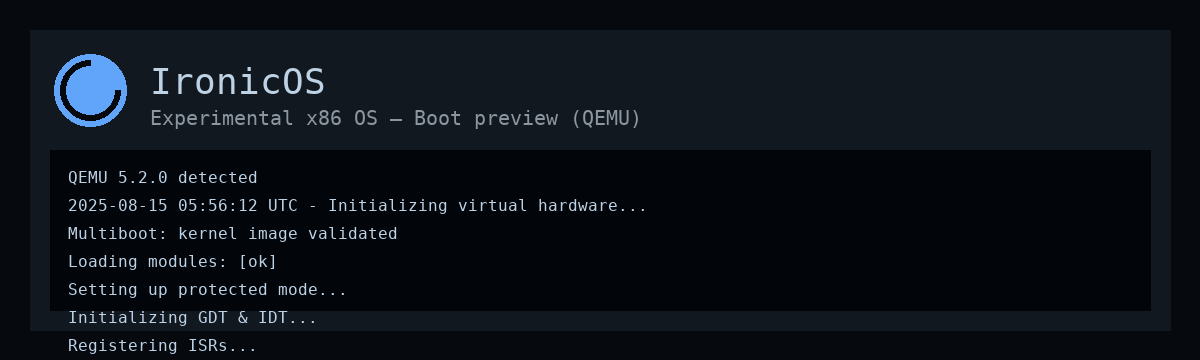 IronicOS
Experimental x86 OS — Boot preview (QEMU)
QEMU 5.2.0 detected
2025-08-15 05:56:12 UTC - Initializing virtual hardware...
Multiboot: kernel image validated
Loading modules: [ok]
Setting up protected mode...
Initializing GDT & IDT...
Registering ISRs...